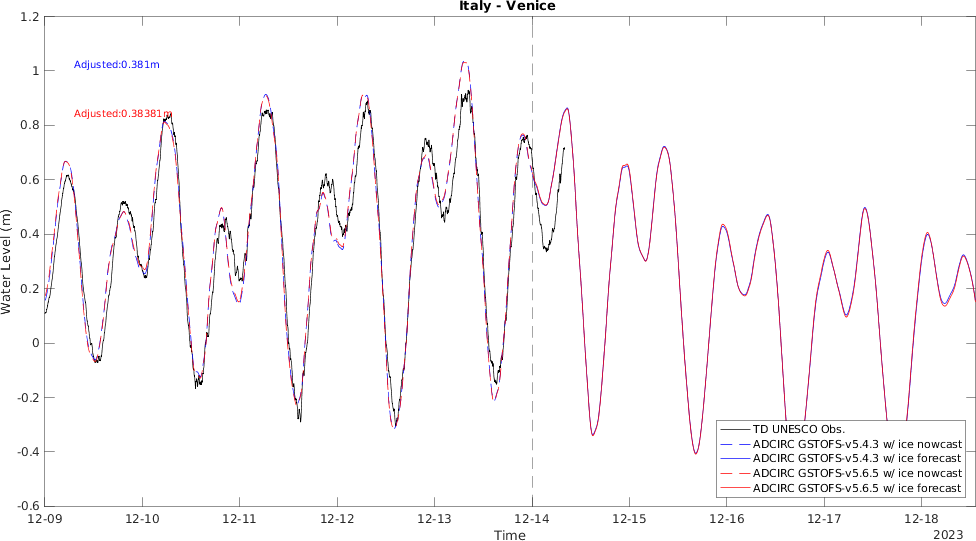 Italy - Venice
1.2
1
0.8
0.6
0.4
0.2
0
-0.2
-0.4
-0.6
Water Level (m)
Adjusted:0.381m
Adjusted:0.38381m
TD UNESCO Obs.
ADCIRC GSTOFS-v5.4.3 w/ ice nowcast
ADCIRC GSTOFS-v5.4.3 w/ ice forecast
ADCIRC GSTOFS-v5.6.5 w/ ice nowcast
ADCIRC GSTOFS-v5.6.5 w/ ice forecast
12-09 12-10 12-11 12-12 12-13 12-14 12-15 12-16 12-17 12-18
Time
2023